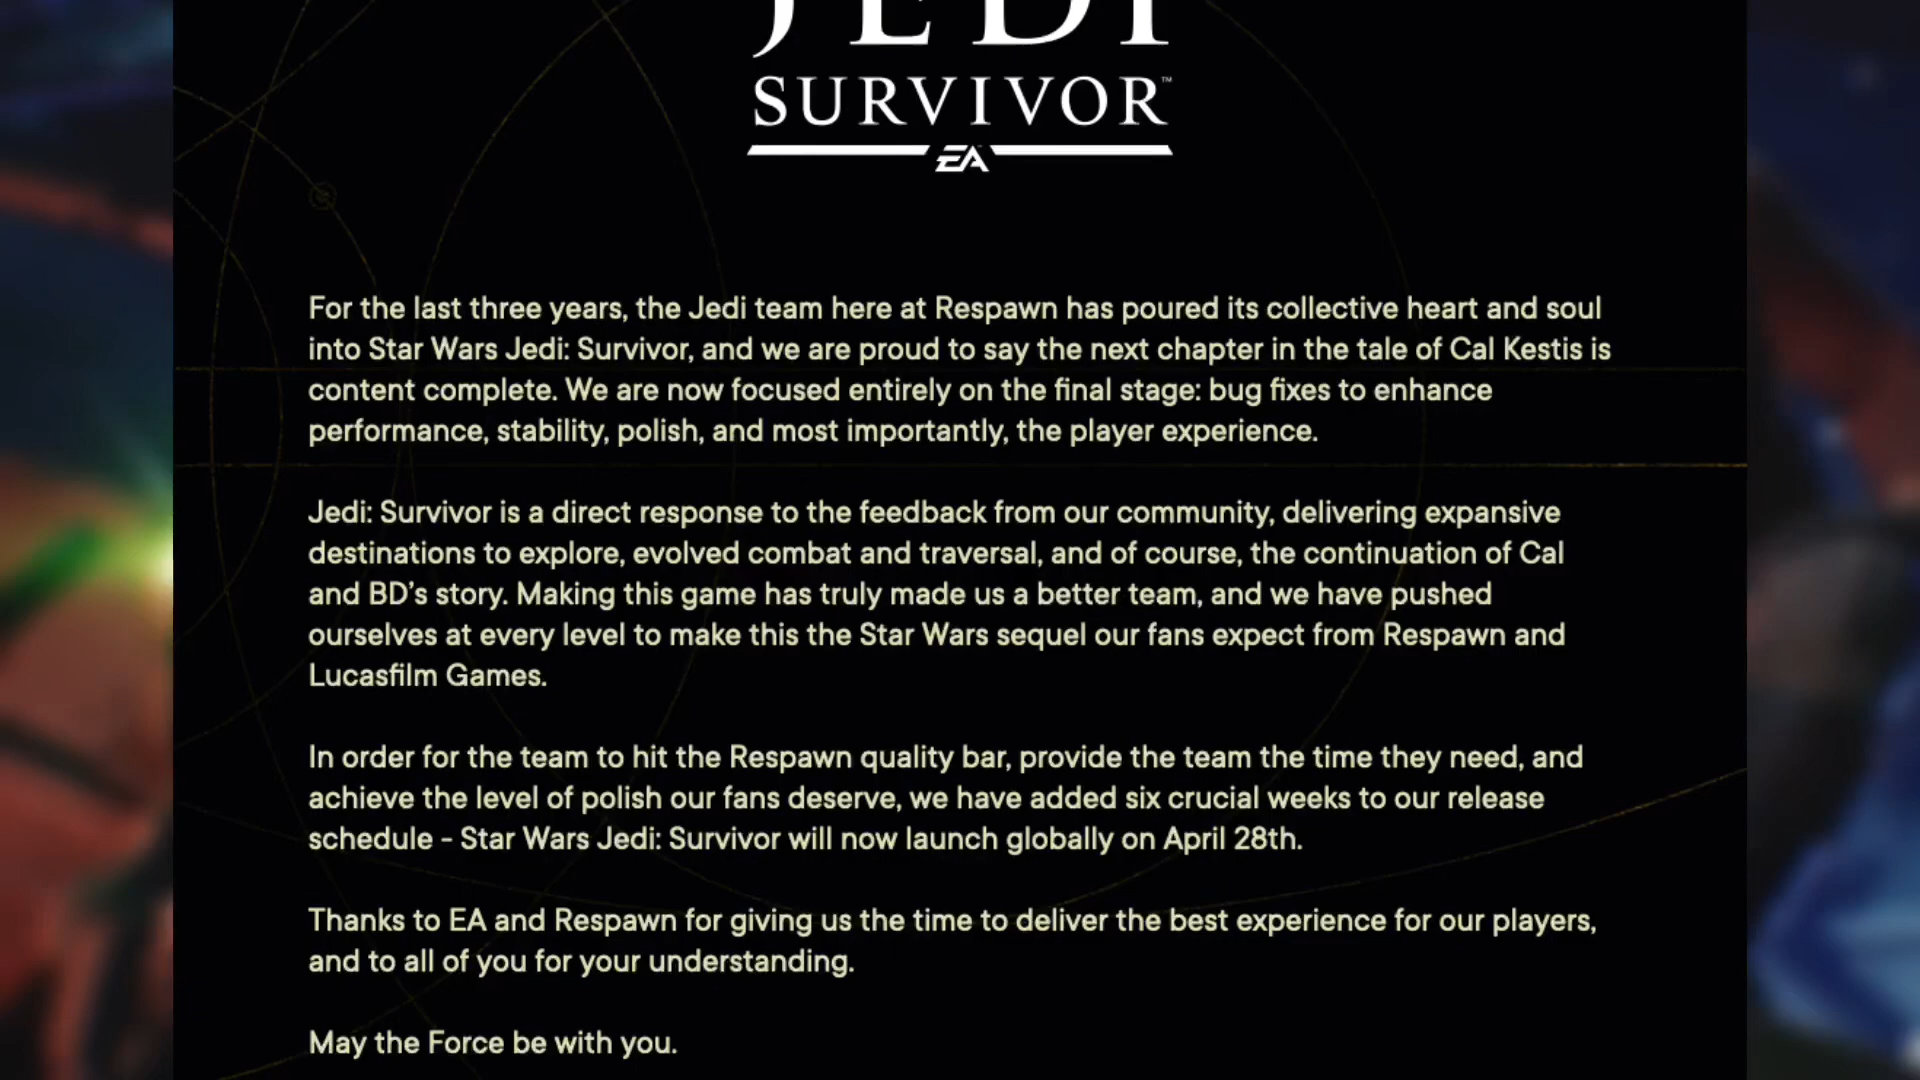 JEDI
SURVIVOR™
EA
For the last three years, the Jedi team here at Respawn has poured its collective heart and soul
into Star Wars Jedi: Survivor, and we are proud to say the next chapter in the tale of Cal Kestis is
content complete. We are now focused entirely on the final stage: bug fixes to enhance
performance, stability, polish, and most importantly, the player experience.
Jedi: Survivor is a direct response to the feedback from our community, delivering expansive
destinations to explore, evolved combat and traversal, and of course, the continuation of Cal
and BD's story. Making this game has truly made us a better team, and we have pushed
ourselves at every level to make this the Star Wars sequel our fans expect from Respawn and
Lucasfilm Games.
In order for the team to hit the Respawn quality bar, provide the team the time they need, and
achieve the level of polish our fans deserve, we have added six crucial weeks to our release
schedule - Star Wars Jedi: Survivor will now launch globally on April 28th.
Thanks to EA and Respawn for giving us the time to deliver the best experience for our players,
and to all of you for your understanding.
May the Force be with you.